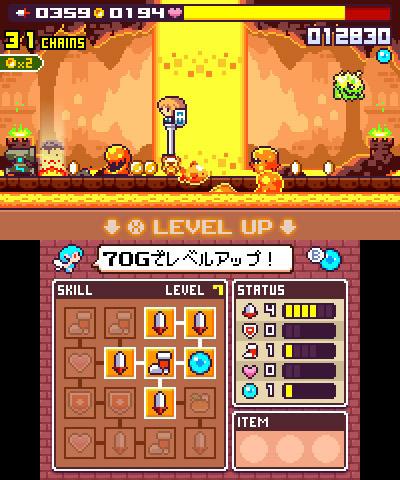 0359 0194
31 CHAINS 012830
x2
LEVEL UP
70Gでレベルアップ!
B
SKILL LEVEL 7
STATUS
4
0
1
0
1
ITEM